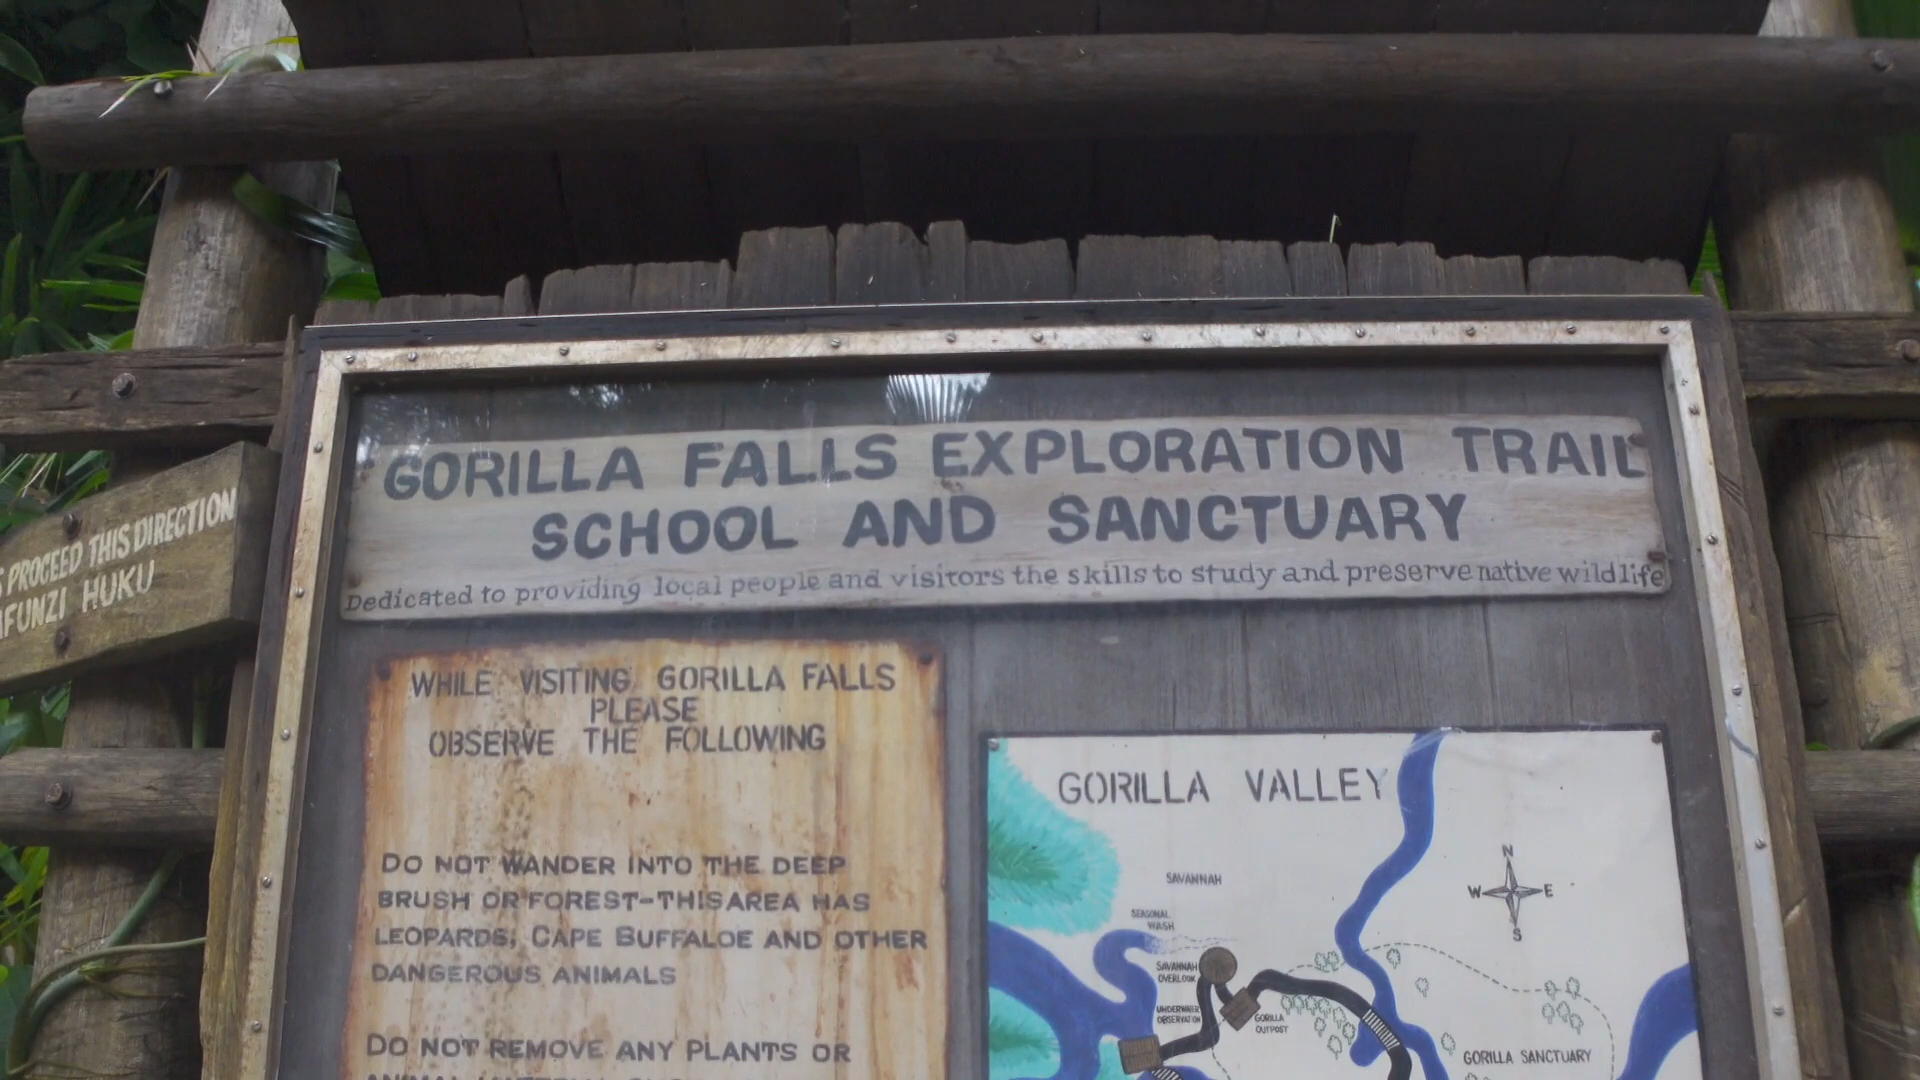 GORILLA FALLS EXPLORATION TRAIL
SCHOOL AND SANCTUARY
Dedicated to providing local people and visitors the skills to study and preserve native wildlife
PROCEED THIS DIRECTION
HUKU
WHILE VISITING GORILLA FALLS
PLEASE
OBSERVE THE FOLLOWING
DO NOT WANDER INTO THE DEEP
BRUSH OR FOREST-THIS AREA HAS
LEOPARDS, CAPE BUFFALOE AND OTHER
DANGEROUS ANIMALS
DO NOT REMOVE ANY PLANTS OR
GORILLA VALLEY
SAVANNAH
SEASONAL
WASH
SAVANNAH
OVERLOOK
UNDERWATER
OBSERVATION
GORILLA
OUTPOST
N
W E
S
GORILLA SANCTUARY